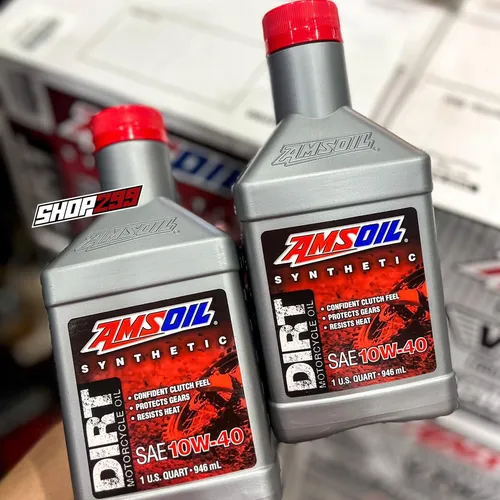 AMSOIL
SHOPZ99
AMSOIL
AMSOIL
SYNTHETIC
DIRT
MOTORCYCLE OIL
• CONFIDENT CLUTCH FEEL
• PROTECTS GEARS
• RESISTS HEAT
SAE 10W-40
1 U.S. QUART • 946 mL
AMSOIL
AMSOIL
SYNTHETIC
DIRT
MOTORCYCLE OIL
• CONFIDENT CLUTCH FEEL
• PROTECTS GEARS
• RESISTS HEAT
SAE 10W-40
1 U.S. QUART • 946 mL